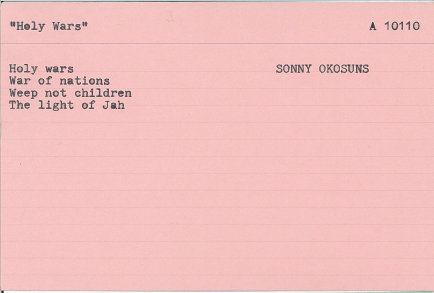 "Holy Wars" A 10110
Holy wars SONNY OKOSUNS
War of nations
Weep not children
The light of Jah